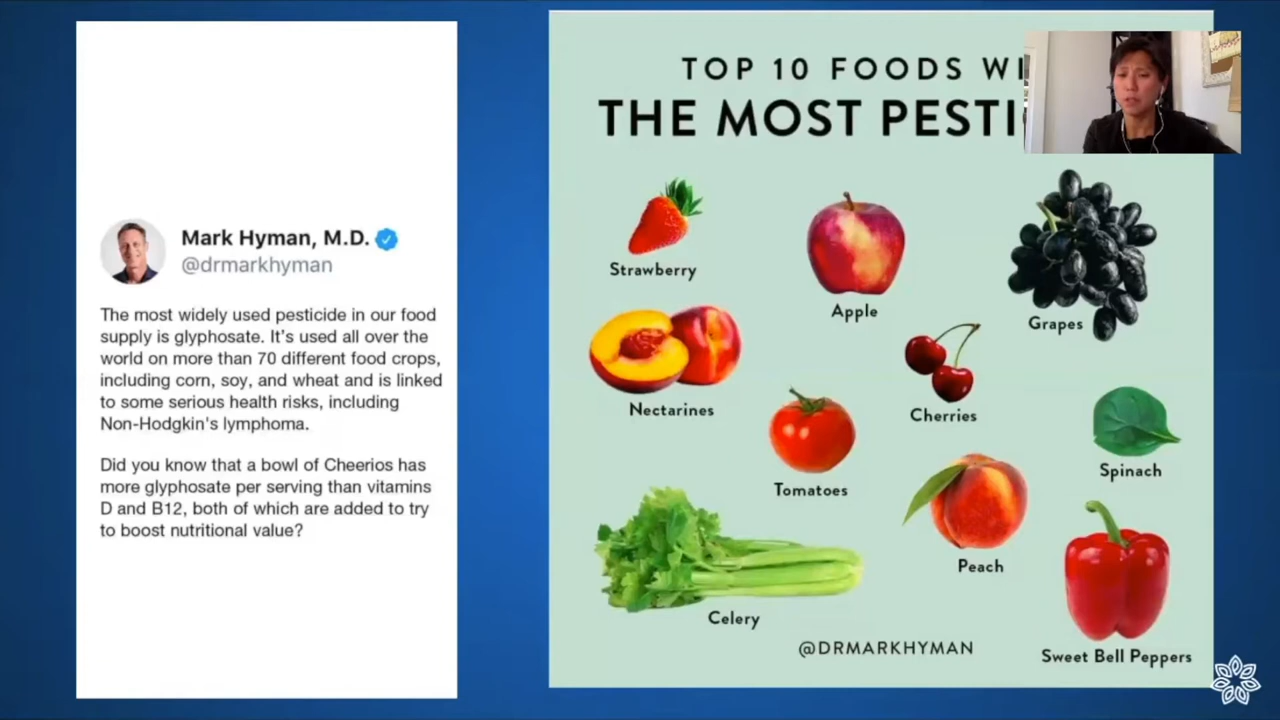 Mark Hyman, M.D.
@drmarkhyman
The most widely used pesticide in our food
supply is glyphosate. It's used all over the
world on more than 70 different food crops,
including corn, soy, and wheat and is linked
to some serious health risks, including
Non-Hodgkin's lymphoma.
Did you know that a bowl of Cheerios has
more glyphosate per serving than vitamins
D and B12, both of which are added to try
to boost nutritional value?
TOP 10 FOODS WI
THE MOST PESTI
Strawberry
Apple
Grapes
Nectarines
Cherries
Tomatoes
Spinach
Peach
Celery
@DRMARKHYMAN
Sweet Bell Peppers